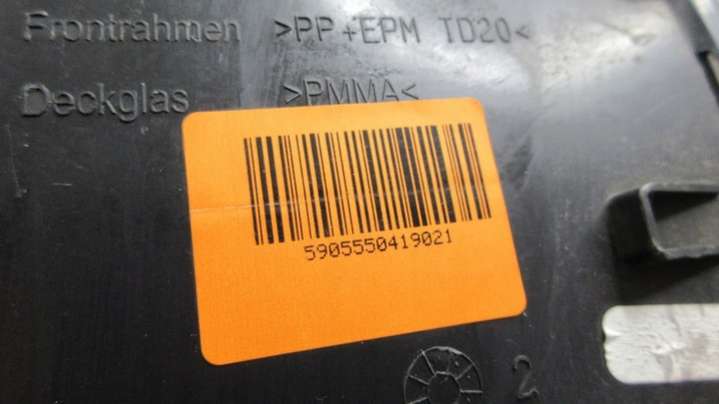 Frontrahmen >PP+EPM TD20<
Deckglas >PMMA<
5905550419021
2